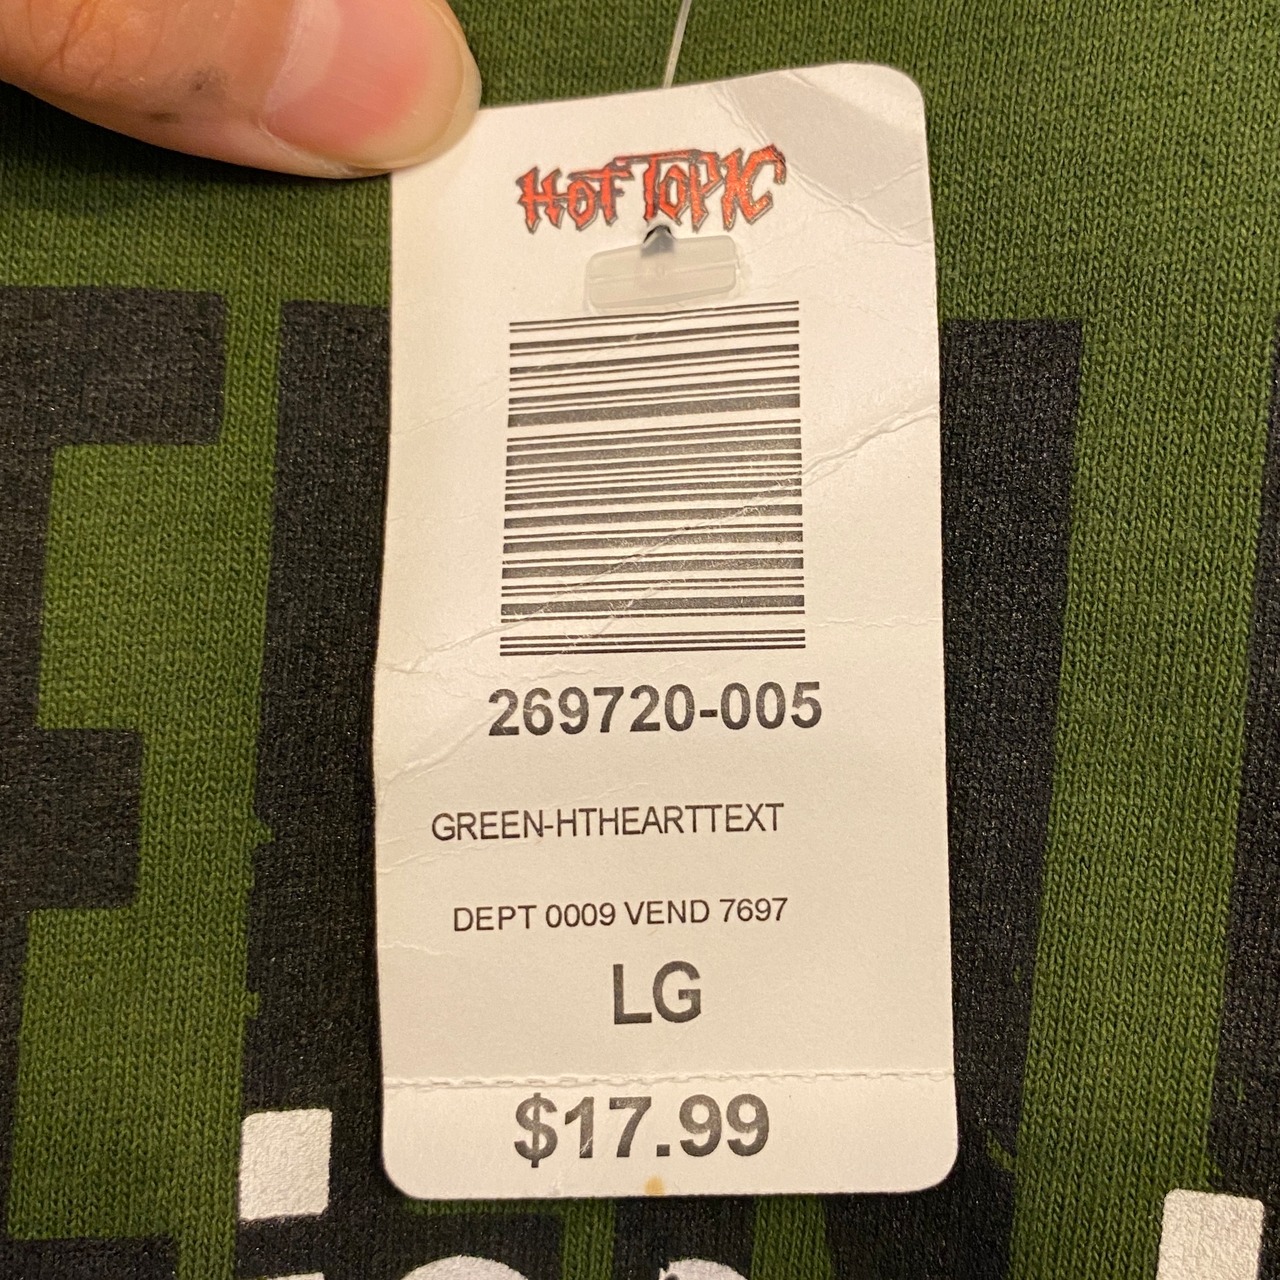 HOT TOPIC
269720-005
GREEN-HTHEARTTEXT
DEPT 0009 VEND 7697
LG
$17.99